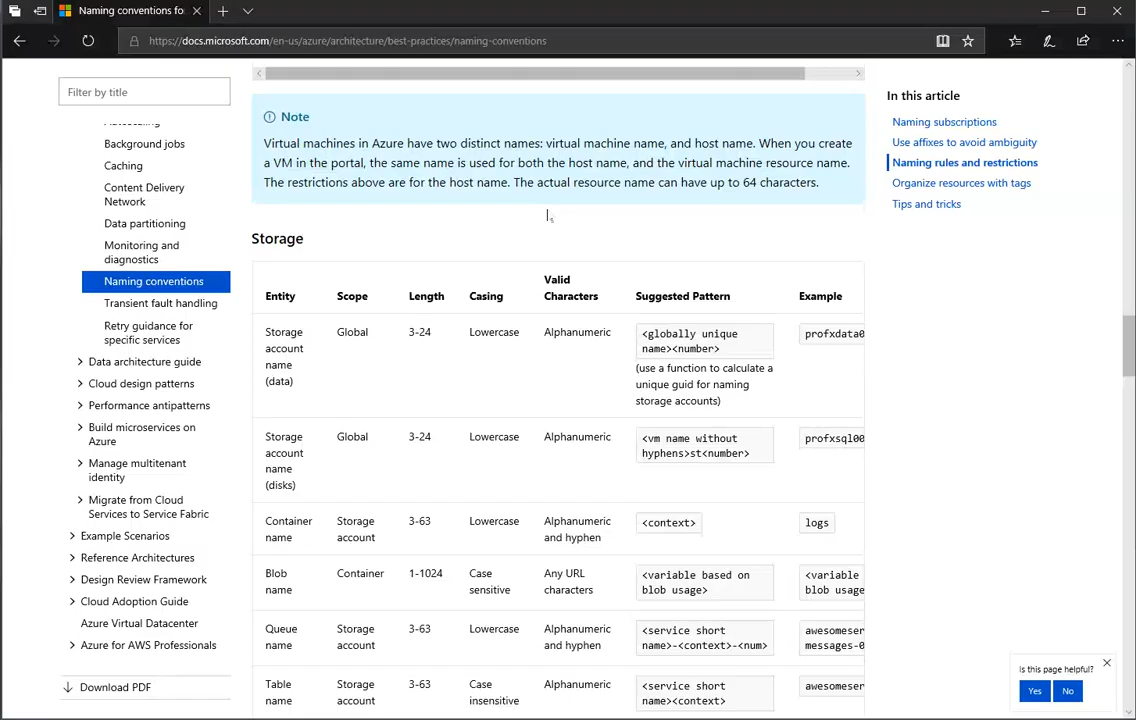 Naming conventions fo
https://docs.microsoft.com/en-us/azure/architecture/best-practices/naming-conventions
Filter by title
Autoscaling
Background jobs
Caching
Content Delivery
Network
Data partitioning
Monitoring and
diagnostics
Naming conventions
Transient fault handling
Retry guidance for
specific services
Data architecture guide
Cloud design patterns
Performance antipatterns
Build microservices on
Azure
Manage multitenant
identity
Migrate from Cloud
Services to Service Fabric
Example Scenarios
Reference Architectures
Design Review Framework
Cloud Adoption Guide
Azure Virtual Datacenter
Azure for AWS Professionals
Download PDF
Note
Virtual machines in Azure have two distinct names: virtual machine name, and host name. When you create
a VM in the portal, the same name is used for both the host name, and the virtual machine resource name.
The restrictions above are for the host name. The actual resource name can have up to 64 characters.
Storage
Entity Scope Length Casing Valid Characters Suggested Pattern Example
Storage account name (data) Global 3-24 Lowercase Alphanumeric <globally unique name><number> profxdata0
(use a function to calculate a
unique guid for naming
storage accounts)
Storage account name (disks) Global 3-24 Lowercase Alphanumeric <vm name without hyphens>st<number> profxsql00
Container name Storage account 3-63 Lowercase Alphanumeric and hyphen <context> logs
Blob name Container 1-1024 Case sensitive Any URL characters <variable based on blob usage> <variable blob usage
Queue name Storage account 3-63 Lowercase Alphanumeric and hyphen <service short name>-<context>-<num> awesomeser messages-0
Table name Storage account 3-63 Case insensitive Alphanumeric <service short name><context> awesomeser
In this article
Naming subscriptions
Use affixes to avoid ambiguity
Naming rules and restrictions
Organize resources with tags
Tips and tricks
Is this page helpful?
Yes No